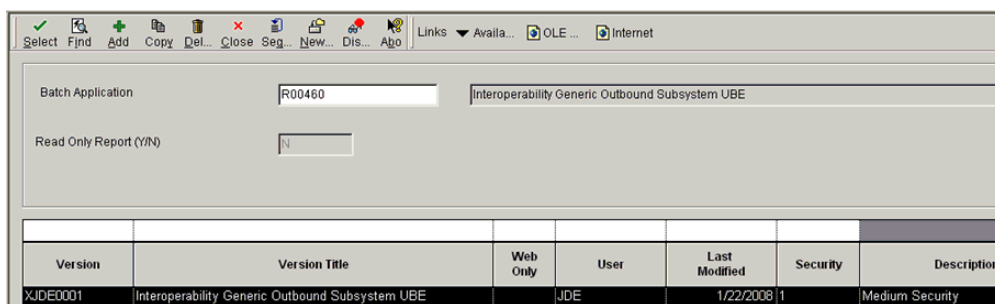 Select Find Add Copy Del... Close Seq... New... Dis... Abo Links Availa... OLE ... Internet
Batch Application R00460 Interoperability Generic Outbound Subsystem UBE
Read Only Report (Y/N) N
Version Version Title Web Only User Last Modified Security Description
XJDE0001 Interoperability Generic Outbound Subsystem UBE JDE 1/22/2008 1 Medium Security